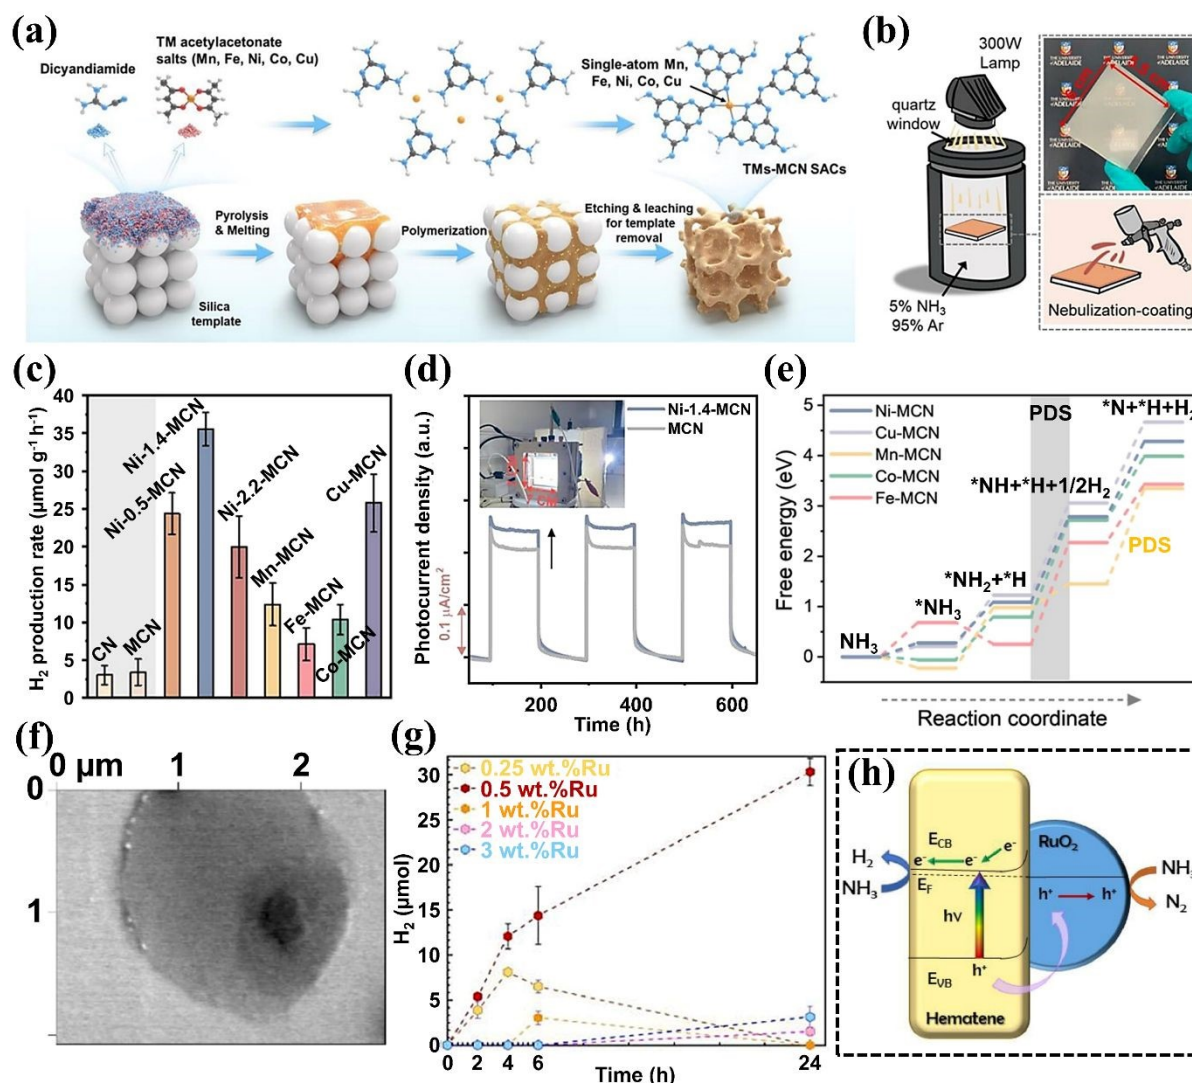 (a)
Dicyandiamide
TM acetylacetonate
salts (Mn, Fe, Ni, Co, Cu)
Single-atom Mn,
Fe, Ni, Co, Cu
TMs-MCN SACs
Pyrolysis
& Melting
Polymerization
Etching & leaching
for template
removal
Silica
template
(b)
300W
Lamp
quartz
window
5% NH3
95% Ar
THE UNIVERSITY
of ADELAIDE
Nebulization-coating
(c)
H2 production rate (μmol g-1 h-1)
40
35
30
25
20
15
10
5
0
CN
MCN
Ni-0.5-MCN
Ni-1.4-MCN
Ni-2.2-MCN
Mn-MCN
Fe-MCN
Co-MCN
Cu-MCN
(d)
Photocurrent density (a.u.)
0.1 μA/cm2
Ni-1.4-MCN
MCN
200
400
600
Time (h)
(e)
Free energy (eV)
5
4
3
2
1
0
-1
Ni-MCN
Cu-MCN
Mn-MCN
Co-MCN
Fe-MCN
PDS
*N+*H+H2
*NH+*H+1/2H2
PDS
*NH2+*H
*NH3
NH3
Reaction coordinate
(f)
0 μm
1
2
0
1
(g)
H2 (μmol)
30
25
20
15
10
5
0
0.25 wt.%Ru
0.5 wt.%Ru
1 wt.%Ru
2 wt.%Ru
3 wt.%Ru
0
2
4
6
24
Time (h)
(h)
ECB
e-
e-
e-
RuO2
H2
NH3
EF
h+
h+
NH3
N2
hν
h+
EVB
Hematene